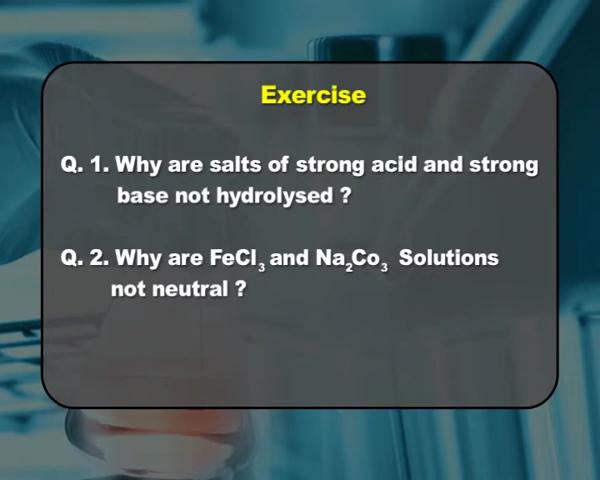 Exercise
Q. 1. Why are salts of strong acid and strong
base not hydrolysed ?
Q. 2. Why are FeCl₃ and Na₂Co₃ Solutions
not neutral ?